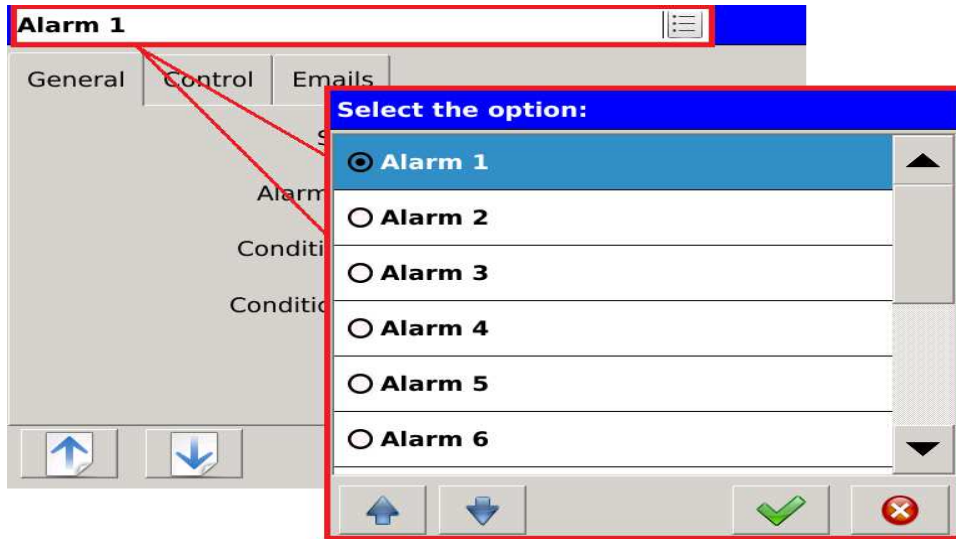 Alarm 1
General Control Emails
Select the option:
Alarm 1
Alarm 2
Alarm
Alarm 3
Alarm 4
Alarm 5
Alarm 6